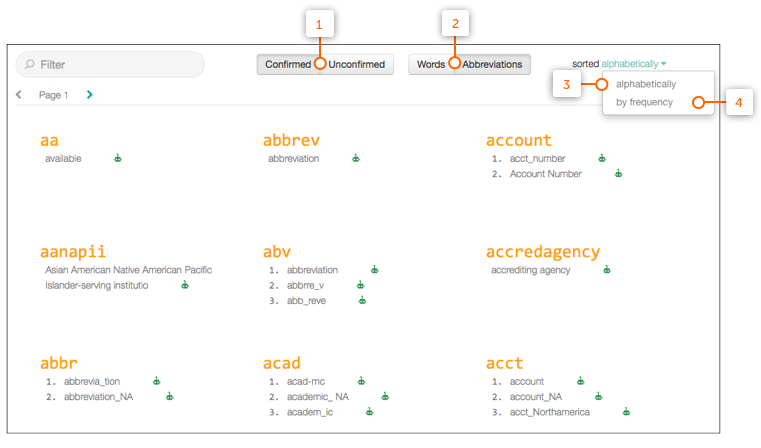 1
2
Filter
Confirmed Unconfirmed
Words Abbreviations
sorted alphabetically
3
alphabetically
by frequency
4
Page 1
aa
available
abbrev
abbreviation
account
1. acct_number
2. Account Number
aanapii
Asian American Native American Pacific
Islander-serving institutio
abv
1. abbreviation
2. abbrre_v
3. abb_reve
accredagency
accrediting agency
abbr
1. abbrevia_tion
2. abbreviation_NA
acad
1. acad-mc
2. academic_ NA
3. academ_ic
acct
1. account
2. account_NA
3. acct_Northamerica